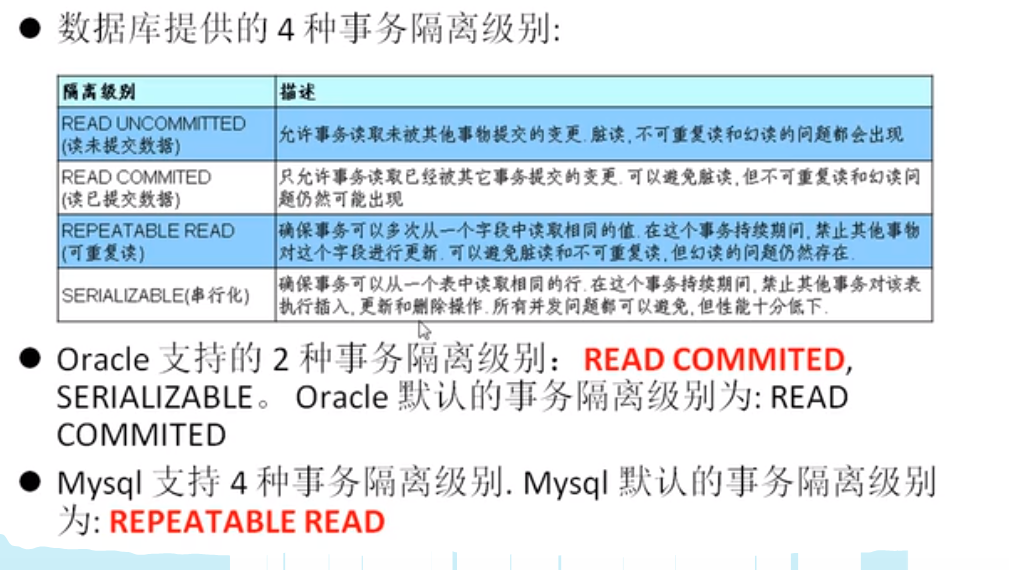 ● 数据库提供的 4 种事务隔离级别:
隔离级别 描述
READ UNCOMMITTED
(读未提交数据)
允许事务读取未被其他事物提交的变更.脏读,不可重复读和幻读的问题都会出现
READ COMMITED
(读已提交数据)
只允许事务读取已经被其它事务提交的变更.可以避免脏读,但不可重复读和幻读问
题仍然可能出现
REPEATABLE READ
(可重复读)
确保事务可以多次从一个字段中读取相同的值.在这个事务持续期间,禁止其他事物
对这个字段进行更新.可以避免脏读和不可重复读,但幻读的问题仍然存在.
SERIALIZABLE(串行化)
确保事务可以从一个表中读取相同的行.在这个事务持续期间,禁止其他事务对该表
执行插入,更新和删除操作.所有并发问题都可以避免,但性能十分低下.
● Oracle 支持的 2 种事务隔离级别：READ COMMITED,
SERIALIZABLE。 Oracle 默认的事务隔离级别为: READ
COMMITED
● Mysql 支持 4 种事务隔离级别. Mysql 默认的事务隔离级别
为: REPEATABLE READ